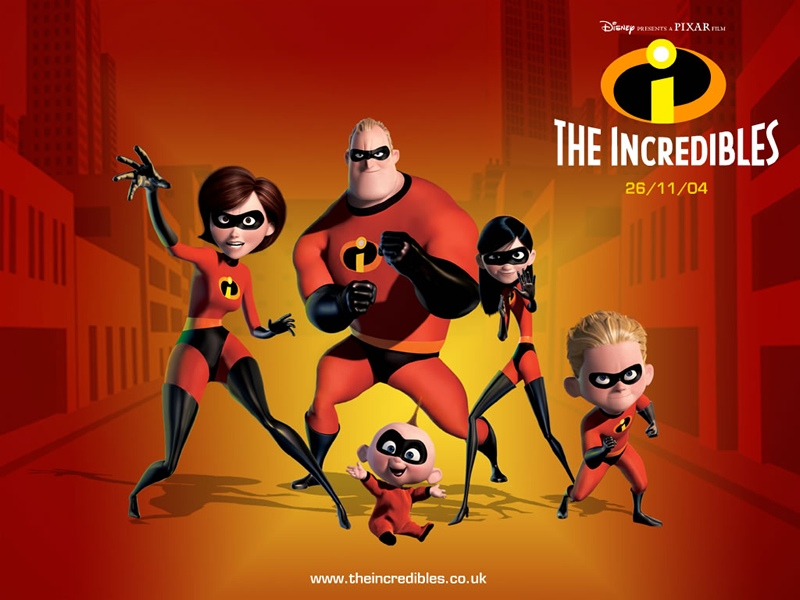 Disney PRESENTS A PIXAR FILM
i
THE INCREDIBLES
26/11/04
i
i
i
www.theincredibles.co.uk